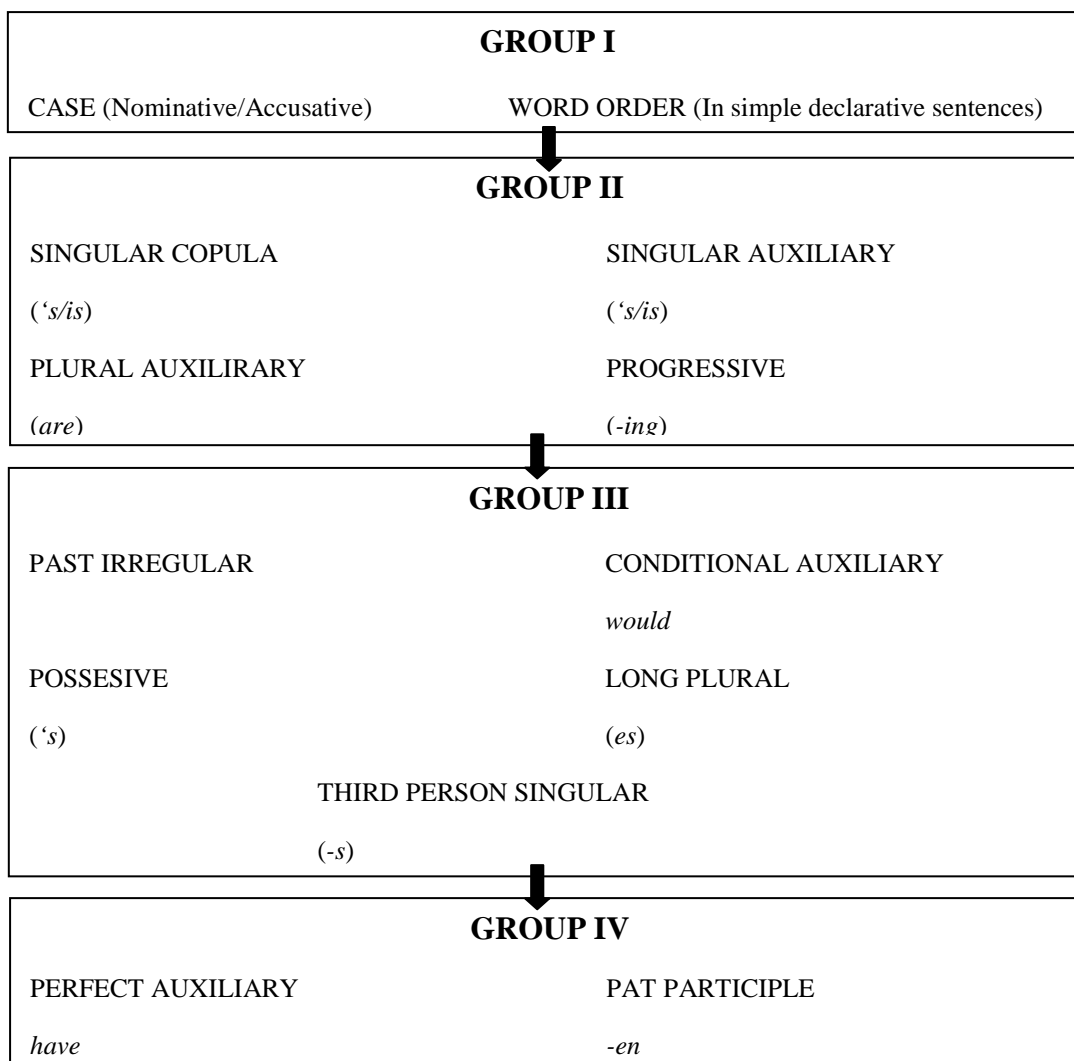 GROUP I
CASE (Nominative/Accusative) WORD ORDER (In simple declarative sentences)
GROUP II
SINGULAR COPULA SINGULAR AUXILIARY
(‘s/is) (‘s/is)
PLURAL AUXILIRARY PROGRESSIVE
(are) (-ing)
GROUP III
PAST IRREGULAR CONDITIONAL AUXILIARY
would
POSSESIVE LONG PLURAL
(‘s) (es)
THIRD PERSON SINGULAR
(-s)
GROUP IV
PERFECT AUXILIARY PAT PARTICIPLE
have -en